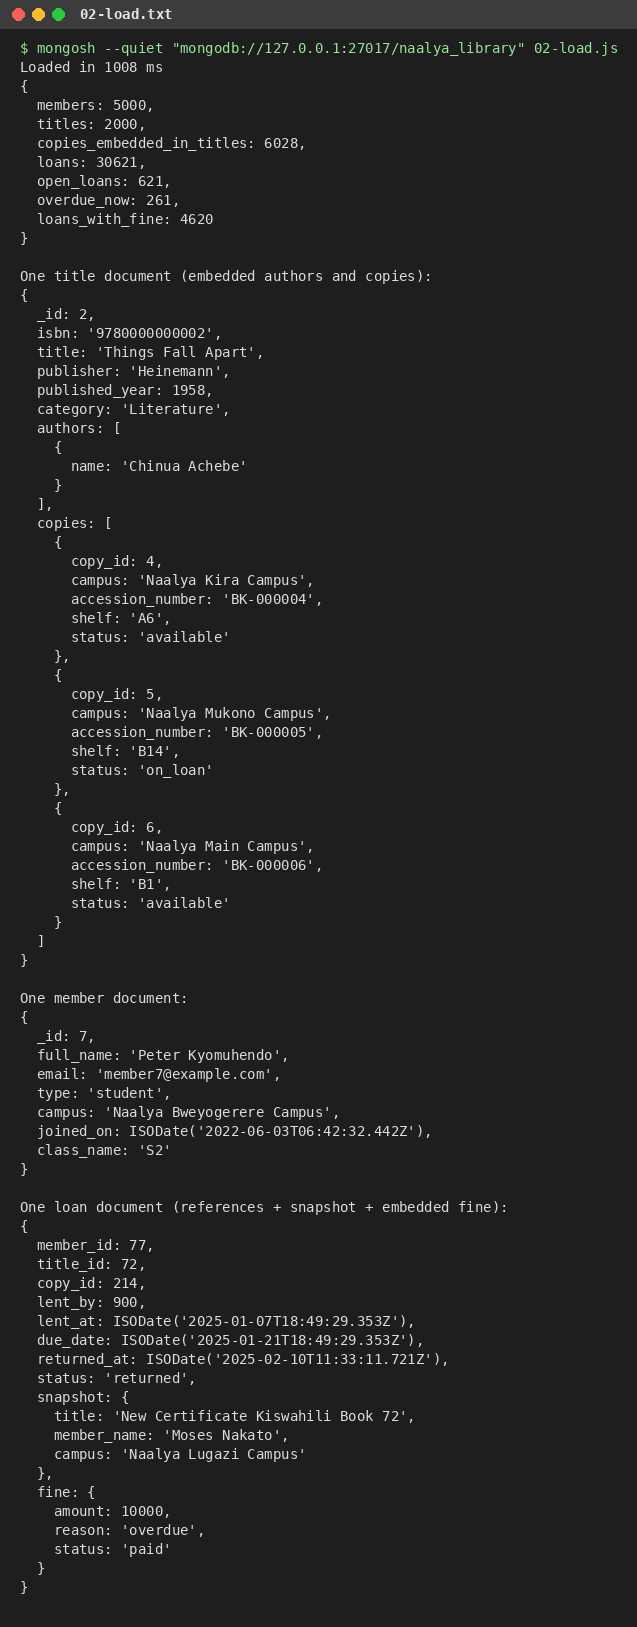 02-load.txt
$ mongosh --quiet "mongodb://127.0.0.1:27017/naalya_library" 02-load.js
Loaded in 1008 ms
{
  members: 5000,
  titles: 2000,
  copies_embedded_in_titles: 6028,
  loans: 30621,
  open_loans: 621,
  overdue_now: 261,
  loans_with_fine: 4620
}

One title document (embedded authors and copies):
{
  _id: 2,
  isbn: '9780000000002',
  title: 'Things Fall Apart',
  publisher: 'Heinemann',
  published_year: 1958,
  category: 'Literature',
  authors: [
    {
      name: 'Chinua Achebe'
    }
  ],
  copies: [
    {
      copy_id: 4,
      campus: 'Naalya Kira Campus',
      accession_number: 'BK-000004',
      shelf: 'A6',
      status: 'available'
    },
    {
      copy_id: 5,
      campus: 'Naalya Mukono Campus',
      accession_number: 'BK-000005',
      shelf: 'B14',
      status: 'on_loan'
    },
    {
      copy_id: 6,
      campus: 'Naalya Main Campus',
      accession_number: 'BK-000006',
      shelf: 'B1',
      status: 'available'
    }
  ]
}

One member document:
{
  _id: 7,
  full_name: 'Peter Kyomuhendo',
  email: 'member7@example.com',
  type: 'student',
  campus: 'Naalya Bweyogerere Campus',
  joined_on: ISODate('2022-06-03T06:42:32.442Z'),
  class_name: 'S2'
}

One loan document (references + snapshot + embedded fine):
{
  member_id: 77,
  title_id: 72,
  copy_id: 214,
  lent_by: 900,
  lent_at: ISODate('2025-01-07T18:49:29.353Z'),
  due_date: ISODate('2025-01-21T18:49:29.353Z'),
  returned_at: ISODate('2025-02-10T11:33:11.721Z'),
  status: 'returned',
  snapshot: {
    title: 'New Certificate Kiswahili Book 72',
    member_name: 'Moses Nakato',
    campus: 'Naalya Lugazi Campus'
  },
  fine: {
    amount: 10000,
    reason: 'overdue',
    status: 'paid'
  }
}